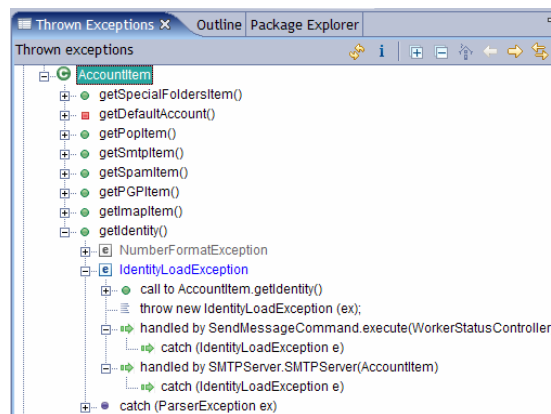 Thrown Exceptions Outline Package Explorer
Thrown exceptions
AccountItem
getSpecialFoldersItem()
getDefaultAccount()
getPopItem()
getSmtpItem()
getSpamItem()
getPGPItem()
getImapItem()
getIdentity()
NumberFormatException
IdentityLoadException
call to AccountItem.getIdentity()
throw new IdentityLoadException (ex);
handled by SendMessageCommand.execute(WorkerStatusController
catch (IdentityLoadException e)
handled by SMTPServer.SMTPServer(AccountItem)
catch (IdentityLoadException e)
catch (ParserException ex)